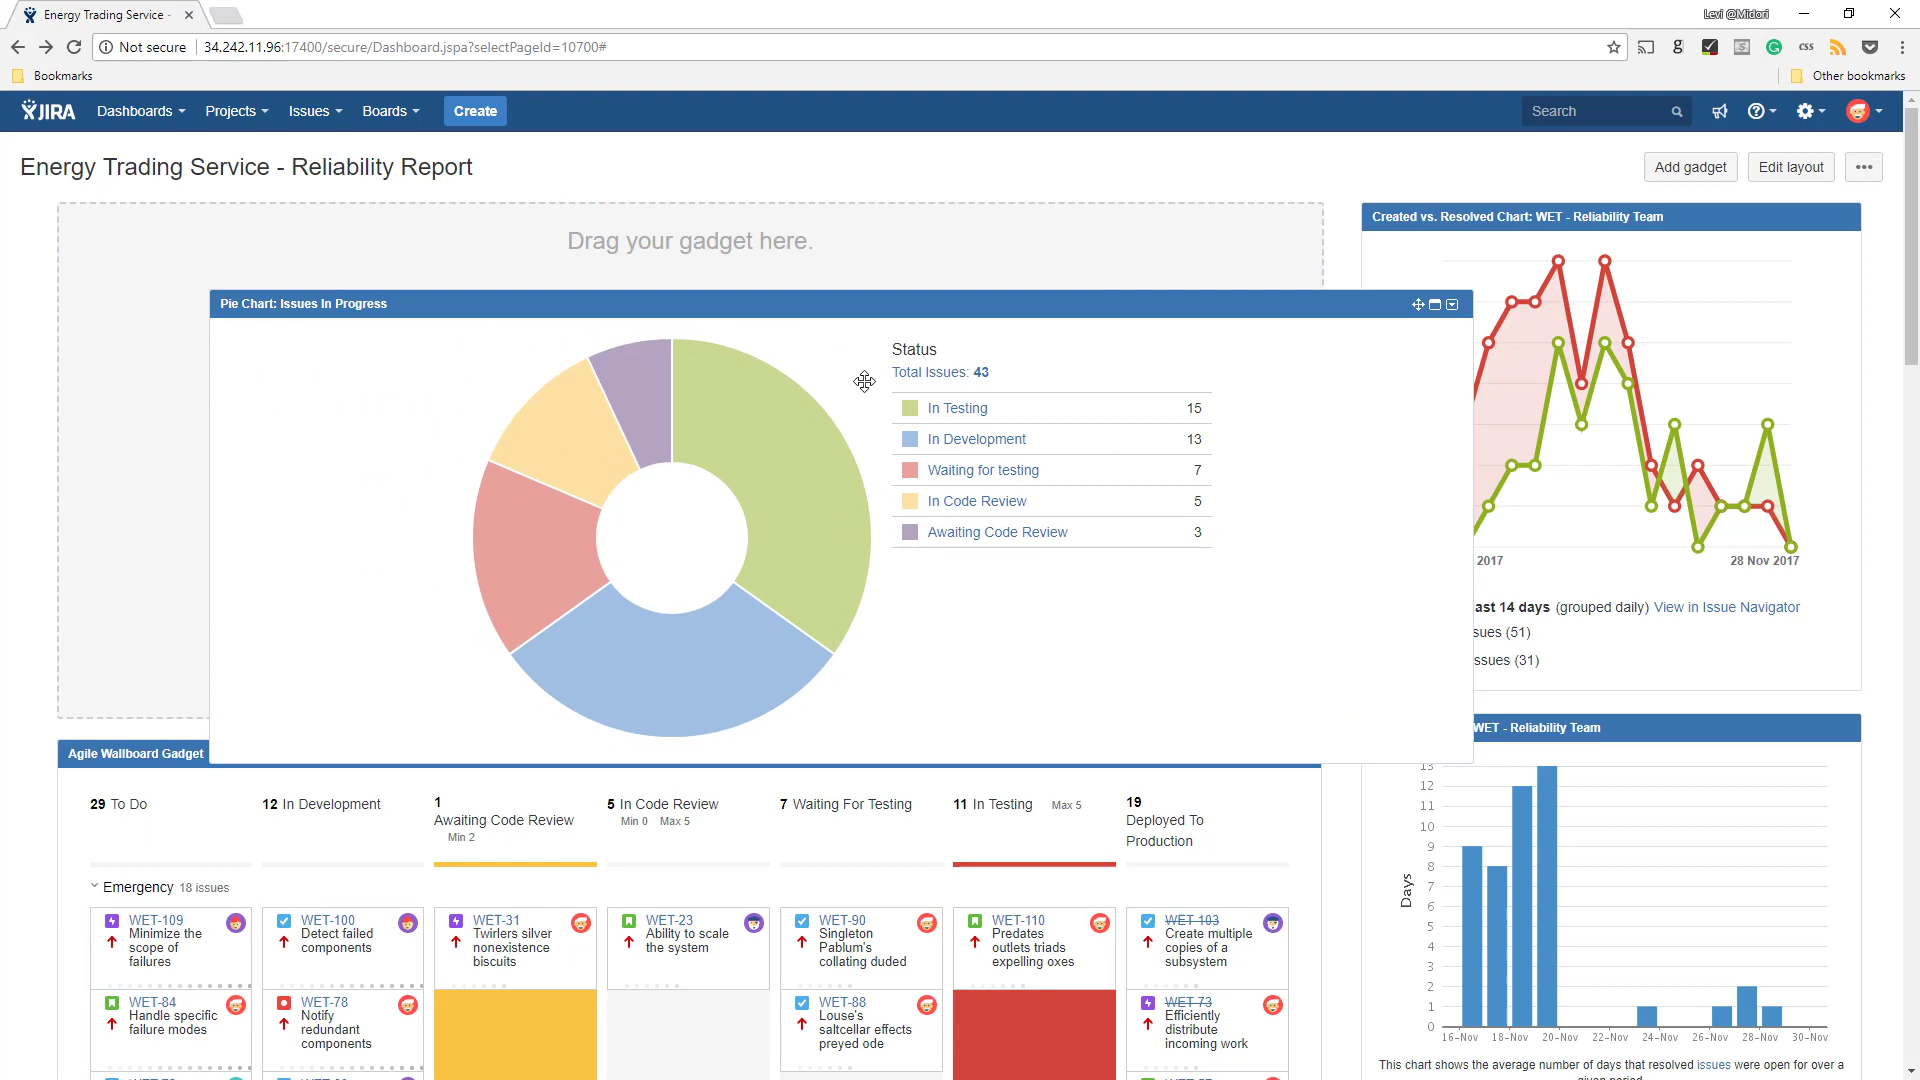 Energy Trading Service -
Levi @Midori
Not secure 34.242.11.96:17400/secure/Dashboard.jspa?selectPageId=10700#
g
css
Bookmarks
Other bookmarks
JIRA Dashboards Projects Issues Boards Create
Search
Energy Trading Service - Reliability Report
Add gadget
Edit layout
Drag your gadget here.
Created vs. Resolved Chart: WET - Reliability Team
Pie Chart: Issues In Progress
Status
Total Issues: 43
In Testing 15
In Development 13
Waiting for testing 7
In Code Review 5
Awaiting Code Review 3
2017
28 Nov 2017
ast 14 days (grouped daily) View in Issue Navigator
sues (51)
ssues (31)
WET - Reliability Team
Agile Wallboard Gadget
29 To Do
12 In Development
1
Awaiting Code Review
Min 2
5 In Code Review
Min 0 Max 5
7 Waiting For Testing
11 In Testing Max 5
19
Deployed To
Production
Emergency 18 issues
WET-109
Minimize the
scope of
failures
WET-100
Detect failed
components
WET-31
Twirlers silver
nonexistence
biscuits
WET-23
Ability to scale
the system
WET-90
Singleton
Pablum's
collating duded
WET-110
Predates
outlets triads
expelling oxes
WET-103
Create multiple
copies of a
subsystem
WET-84
Handle specific
failure modes
WET-78
Notify
redundant
components
WET-88
Louse's
saltcellar effects
preyed ode
WET-73
Efficiently
distribute
incoming work
Days
13
12
11
10
9
8
7
6
5
4
3
2
1
0
16-Nov 18-Nov 20-Nov 22-Nov 24-Nov 26-Nov 28-Nov 30-Nov
This chart shows the average number of days that resolved issues were open for over a
given period.